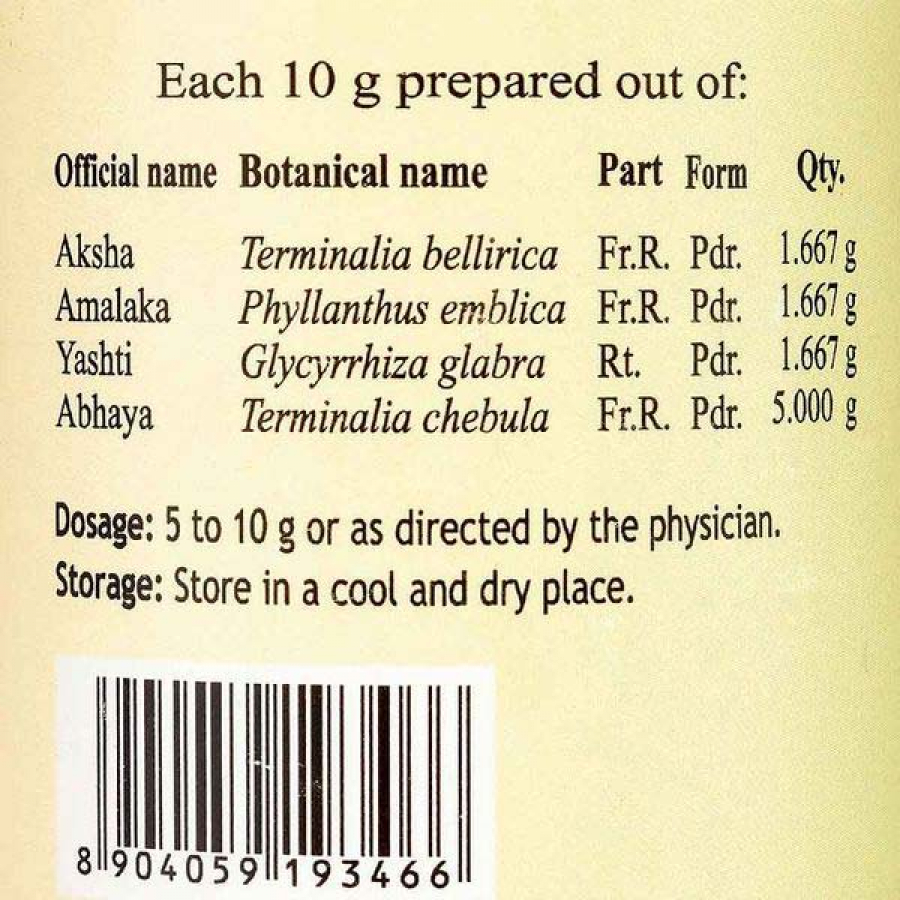 Each 10 g prepared out of:
Official name Botanical name Part Form Qty.
Aksha Terminalia bellirica Fr.R. Pdr. 1.667 g
Amalaka Phyllanthus emblica Fr.R. Pdr. 1.667 g
Yashti Glycyrrhiza glabra Rt. Pdr. 1.667 g
Abhaya Terminalia chebula Fr.R. Pdr. 5.000 g
Dosage: 5 to 10 g or as directed by the physician.
Storage: Store in a cool and dry place.
8 904059 193466